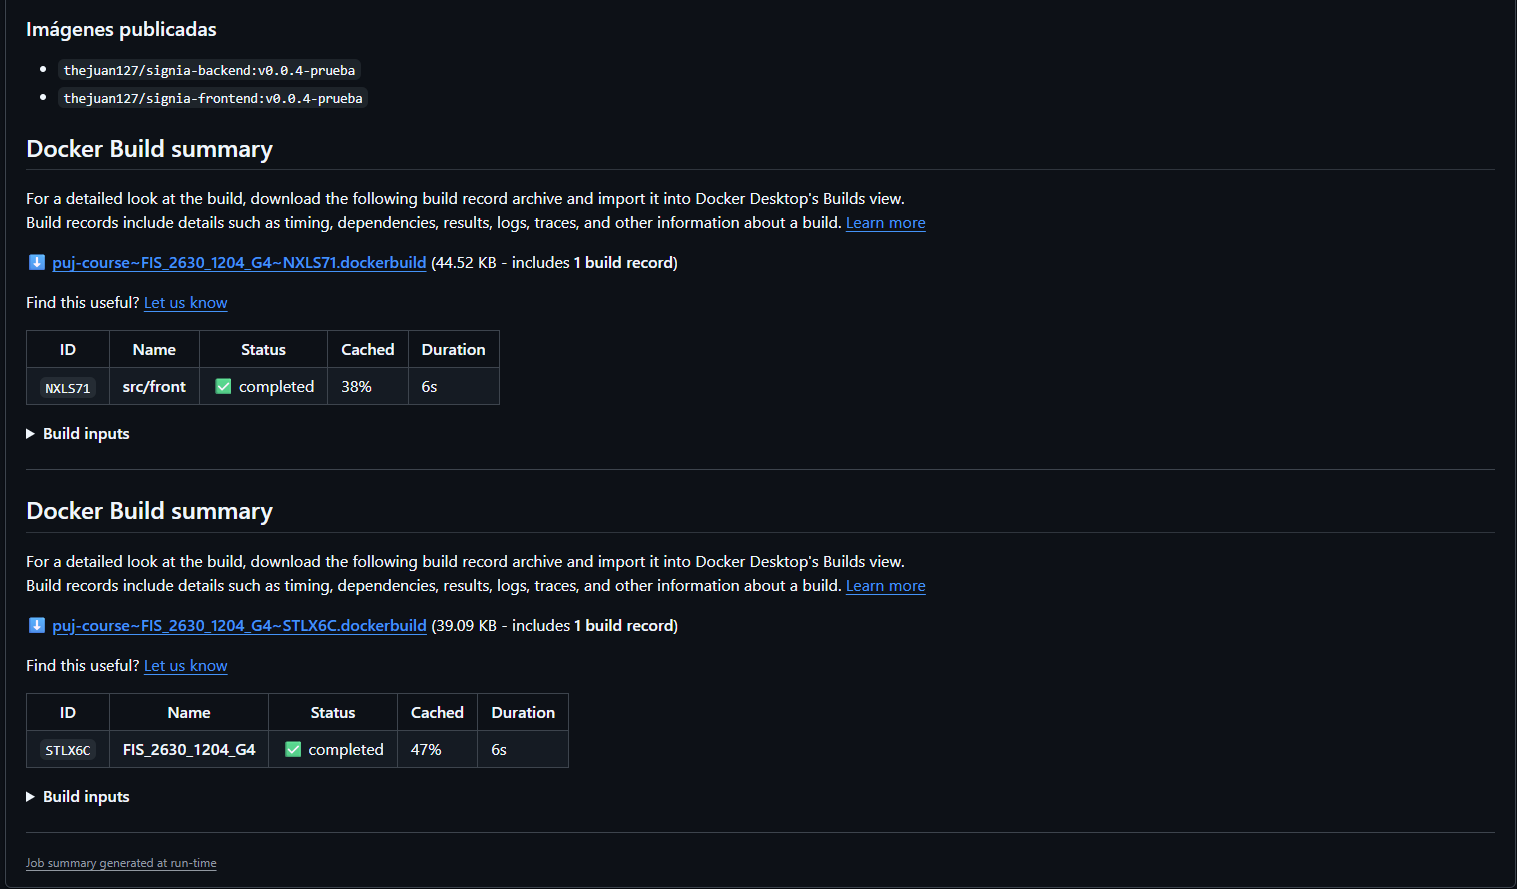 Imágenes publicadas
thejuan127/signia-backend:v0.0.4-prueba
thejuan127/signia-frontend:v0.0.4-prueba
Docker Build summary
For a detailed look at the build, download the following build record archive and import it into Docker Desktop's Builds view.
Build records include details such as timing, dependencies, results, logs, traces, and other information about a build. Learn more
puj-course~FIS_2630_1204_G4~NXLS71.dockerbuild (44.52 KB - includes 1 build record)
Find this useful? Let us know
ID Name Status Cached Duration
NXLS71 src/front ✅ completed 38% 6s
Build inputs
Docker Build summary
For a detailed look at the build, download the following build record archive and import it into Docker Desktop's Builds view.
Build records include details such as timing, dependencies, results, logs, traces, and other information about a build. Learn more
puj-course~FIS_2630_1204_G4~STLX6C.dockerbuild (39.09 KB - includes 1 build record)
Find this useful? Let us know
ID Name Status Cached Duration
STLX6C FIS_2630_1204_G4 ✅ completed 47% 6s
Build inputs
Job summary generated at run-time